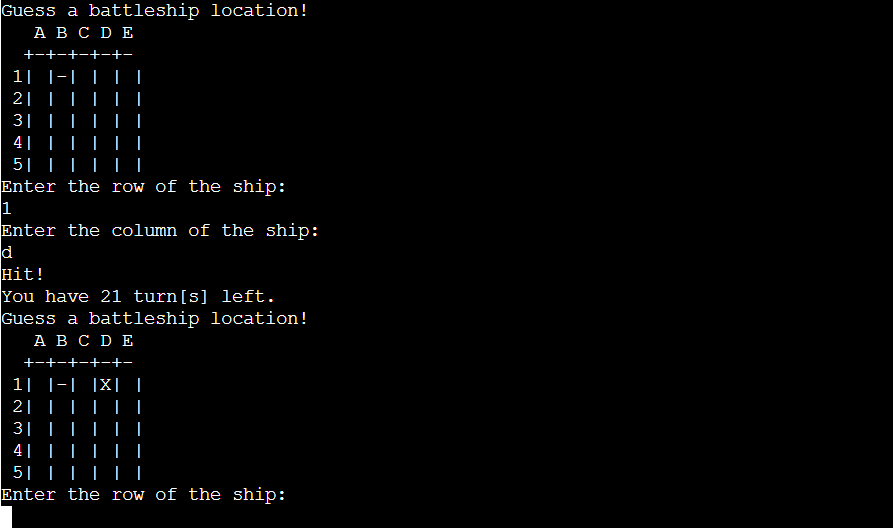 Guess a battleship location!
   A B C D E
  +-+-+-+-+-
 1| |-| | | |
 2| | | | | |
 3| | | | | |
 4| | | | | |
 5| | | | | |
Enter the row of the ship:
1
Enter the column of the ship:
d
Hit!
You have 21 turn[s] left.
Guess a battleship location!
   A B C D E
  +-+-+-+-+-
 1| |-| |X| |
 2| | | | | |
 3| | | | | |
 4| | | | | |
 5| | | | | |
Enter the row of the ship: